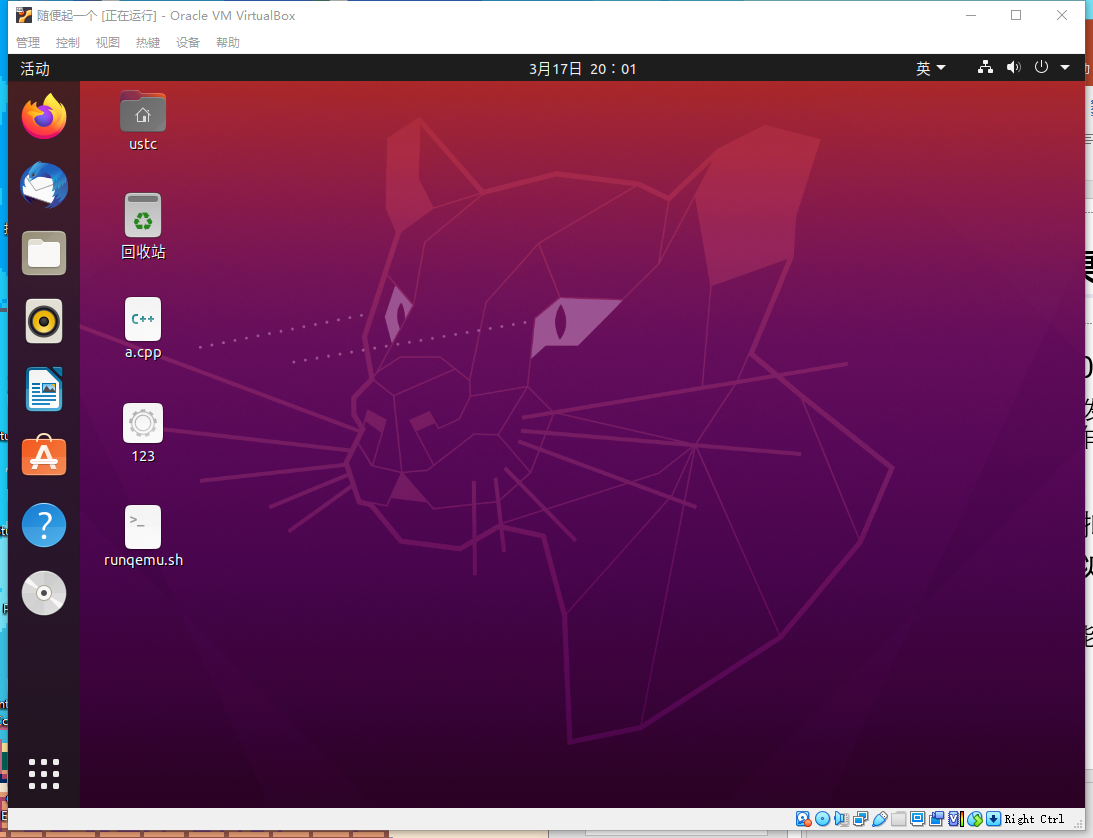 随便起一个 [正在运行] - Oracle VM VirtualBox
管理 控制 视图 热键 设备 帮助
活动 3月17日 20：01 英
ustc
回收站
C++
a.cpp
123
>_
runqemu.sh
?
Right Ctrl